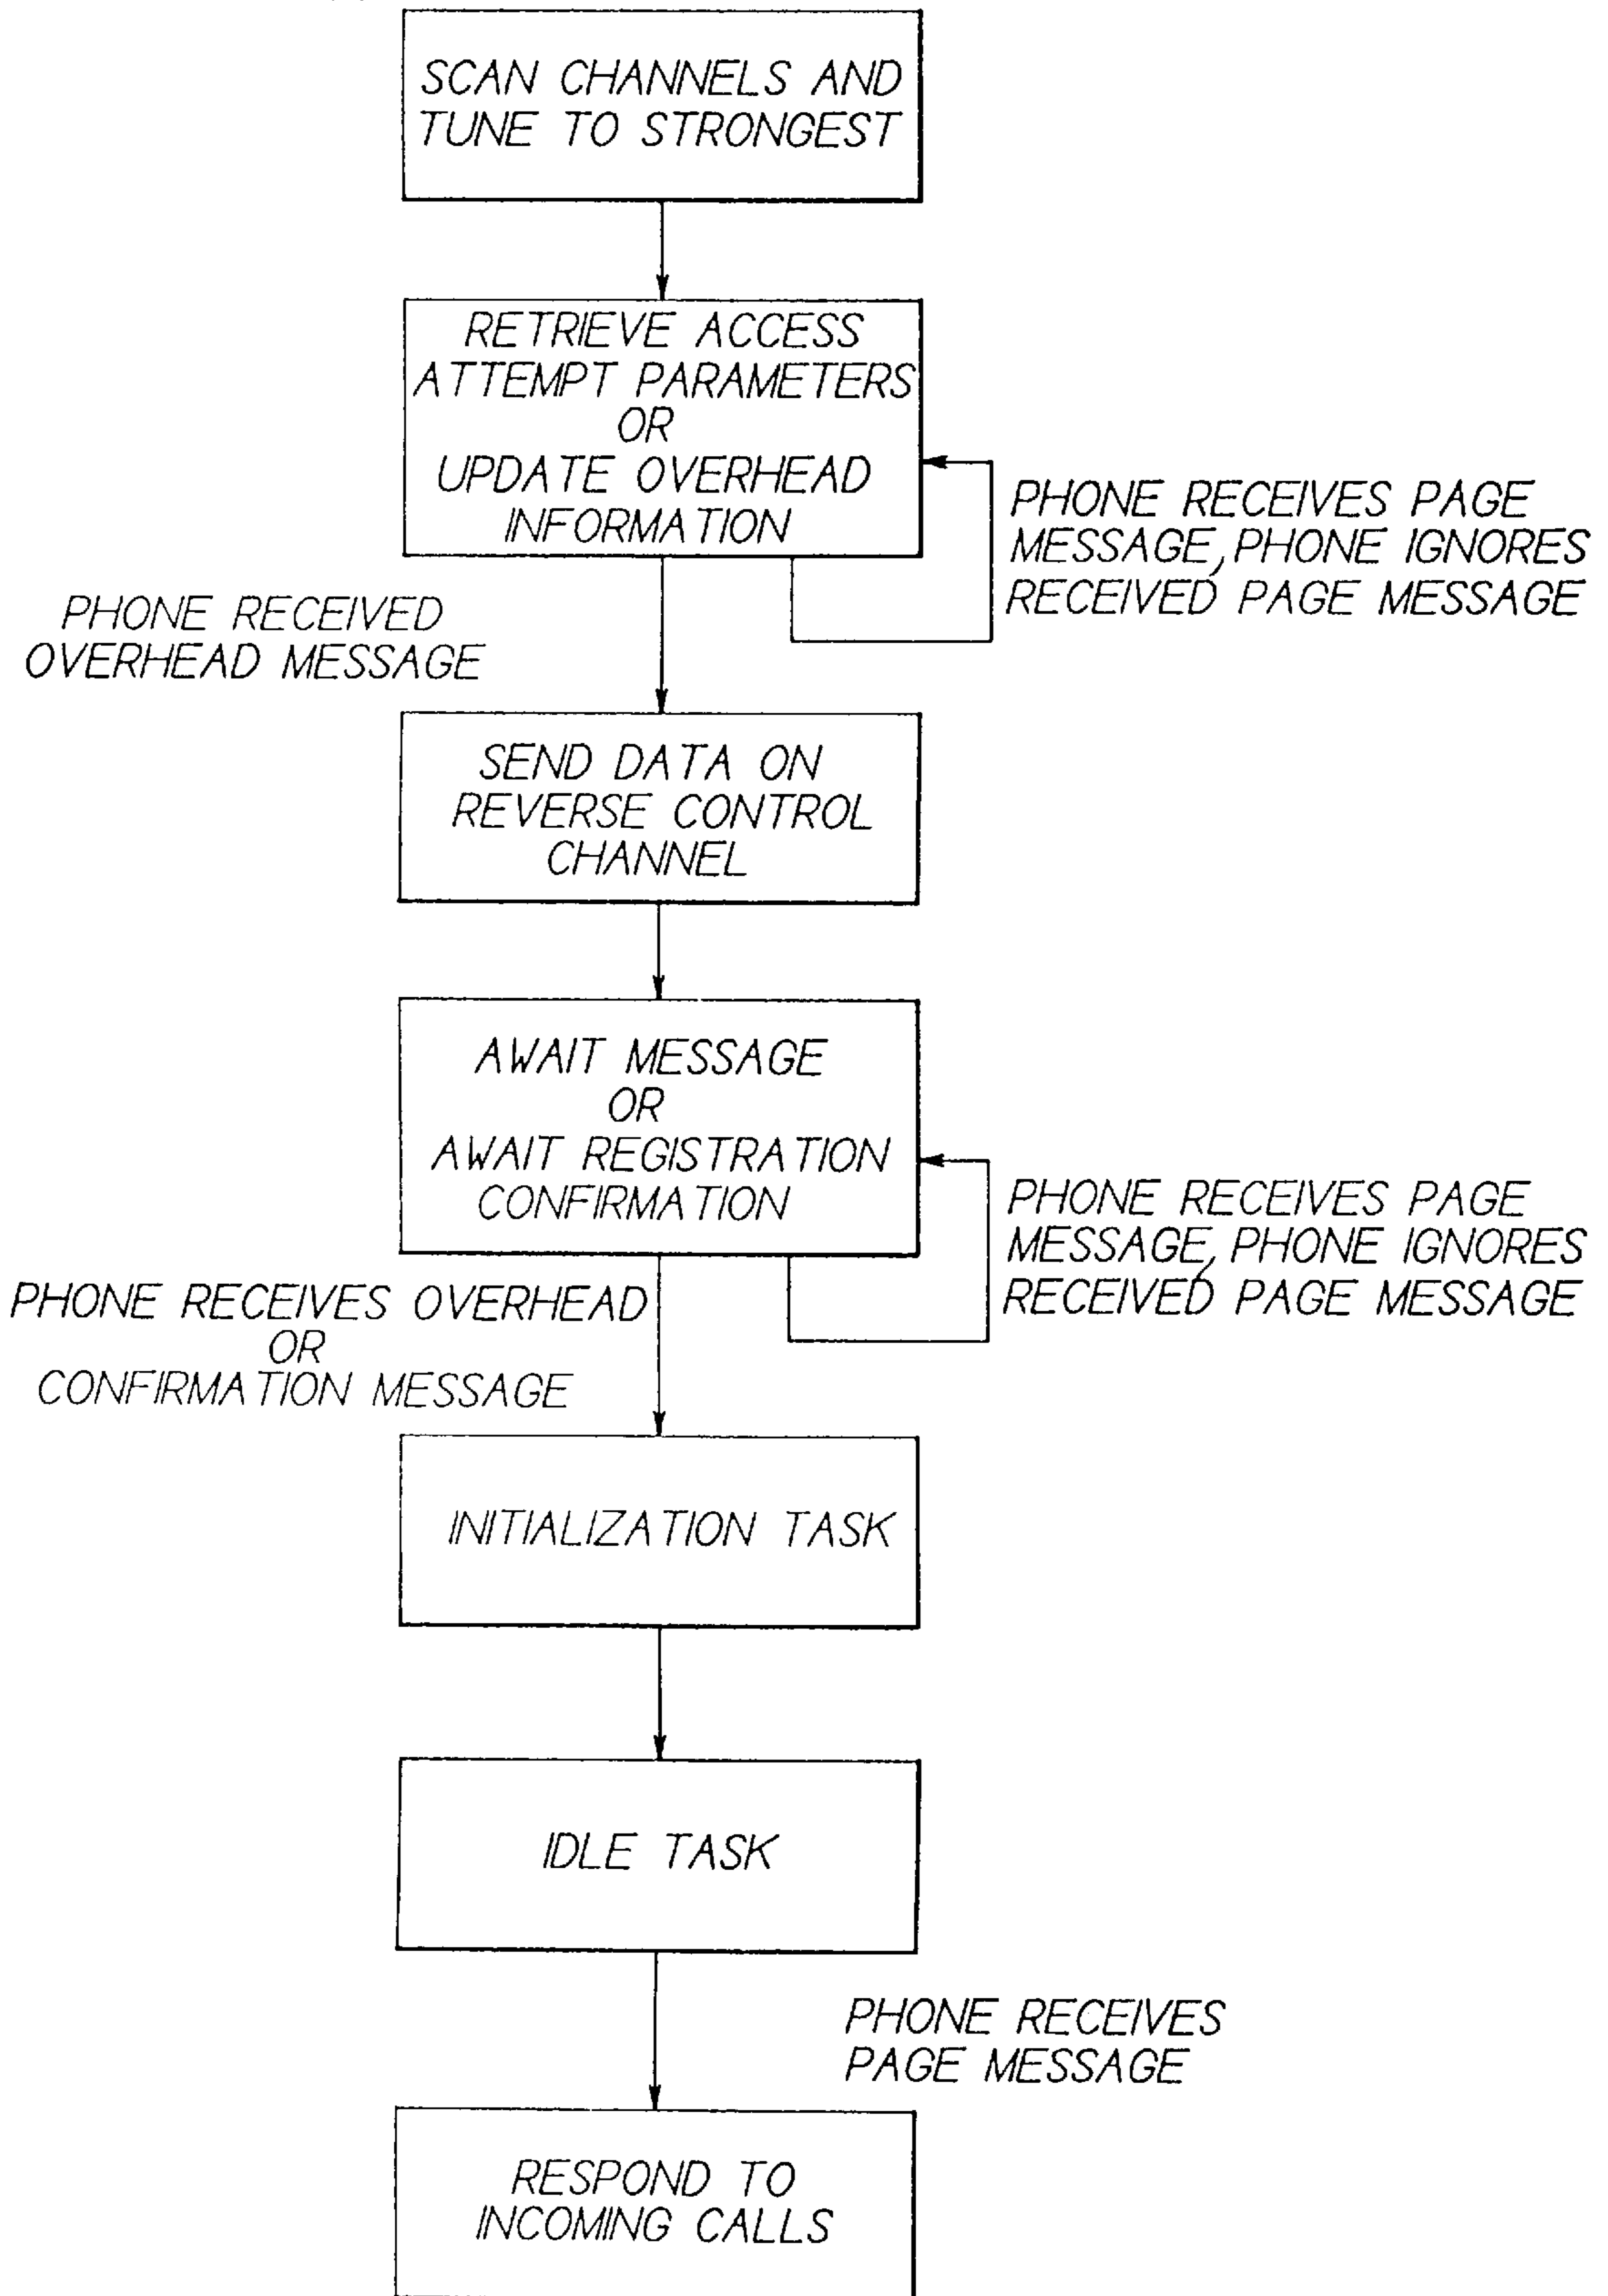 SCAN CHANNELS AND
TUNE TO STRONGEST
RETRIEVE ACCESS
ATTEMPT PARAMETERS
OR
UPDATE OVERHEAD
INFORMATION
PHONE RECEIVES PAGE
MESSAGE, PHONE IGNORES
RECEIVED PAGE MESSAGE
PHONE RECEIVED
OVERHEAD MESSAGE
SEND DATA ON
REVERSE CONTROL
CHANNEL
AWAIT MESSAGE
OR
AWAIT REGISTRATION
CONFIRMATION
PHONE RECEIVES PAGE
MESSAGE, PHONE IGNORES
RECEIVED PAGE MESSAGE
PHONE RECEIVES OVERHEAD
OR
CONFIRMATION MESSAGE
INITIALIZATION TASK
IDLE TASK
PHONE RECEIVES
PAGE MESSAGE
RESPOND TO
INCOMING CALLS